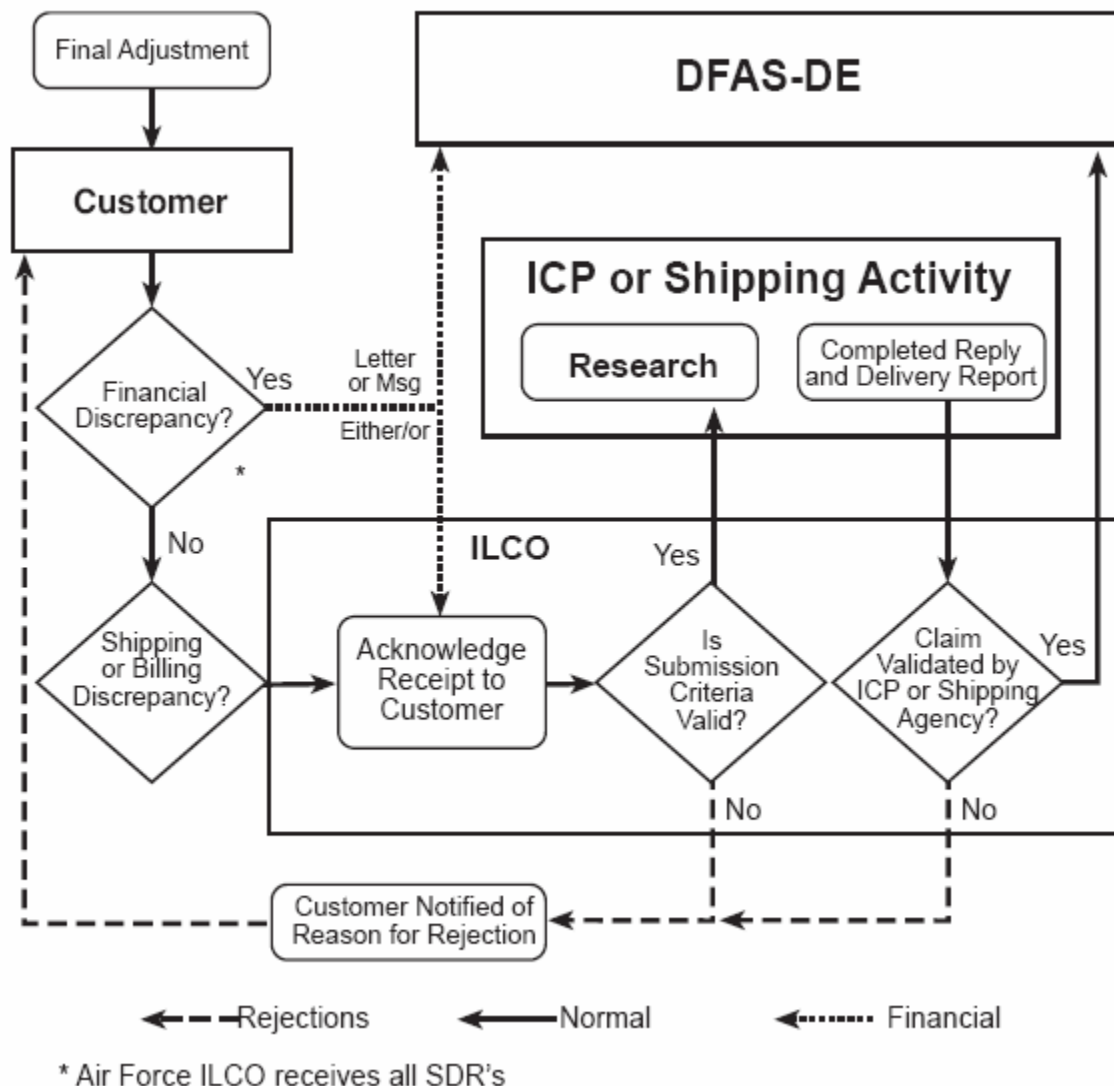 Final Adjustment
DFAS-DE
Customer
ICP or Shipping Activity
Research
Completed Reply
and Delivery Report
Financial
Discrepancy?
Yes
Letter
or Msg
Either/or
*
No
ILCO
Yes
Shipping
or Billing
Discrepancy?
Acknowledge
Receipt to
Customer
Is
Submission
Criteria
Valid?
Claim
Validated by
ICP or Shipping
Agency?
Yes
No
No
Customer Notified of
Reason for Rejection
Rejections
Normal
Financial
* Air Force ILCO receives all SDR's